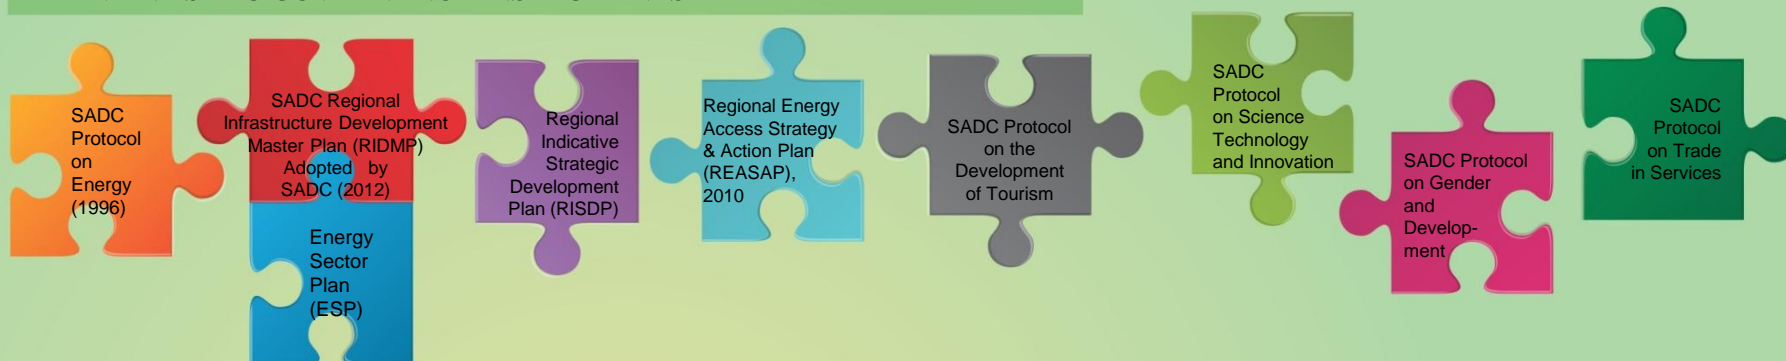 SADC
Protocol
on
Energy
(1996)
SADC Regional
Infrastructure Development
Master Plan (RIDMP)
Adopted by
SADC (2012)
Energy
Sector
Plan
(ESP)
Regional
Indicative
Strategic
Development
Plan (RISDP)
Regional Energy
Access Strategy
& Action Plan
(REASAP),
2010
SADC Protocol
on the
Development
of Tourism
SADC
Protocol
on Science
Technology
and Innovation
SADC Protocol
on Gender
and
Develop-
ment
SADC
Protocol
on Trade
in Services